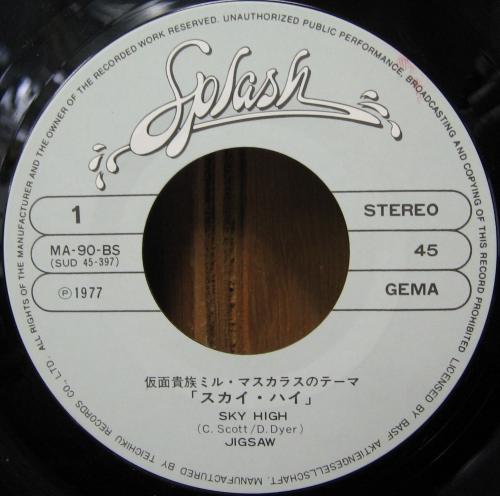 ALL RIGHTS OF THE MANUFACTURER AND THE OWNER OF THE RECORDED WORK RESERVED. UNAUTHORIZED PUBLIC PERFORMANCE, BROADCASTING AND COPYING OF THIS RECORD PROHIBITED
Splash
1
STEREO
MA-90-BS
(SUD 45-397)
45
Ⓟ1977
GEMA
仮面貴族ミル・マスカラスのテーマ
「スカイ・ハイ」
SKY HIGH
(C. Scott/D. Dyer)
JIGSAW
MANUFACTURED BY TEICHIKU RECORDS CO., LTD. LICENSED BY BASF AKTIENGESELLSCHAFT.